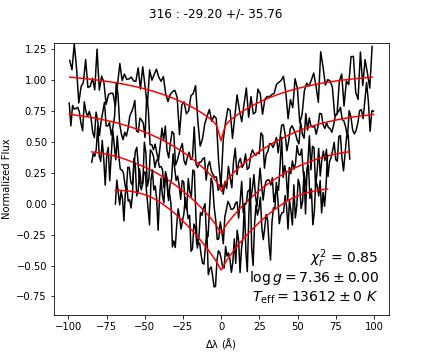 316 : -29.20 +/- 35.76
Normalized Flux
1.25
1.00
0.75
0.50
0.25
0.00
−0.25
−0.50
−0.75
χ²ᵣ = 0.85
log g = 7.36 ± 0.00
Teff = 13612 ± 0 K
−100 −75 −50 −25 0 25 50 75 100
Δλ (Å)